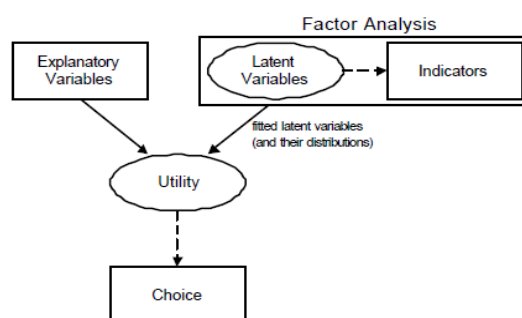 Factor Analysis
Explanatory
Variables
Latent
Variables
Indicators
fitted latent variables
(and their distributions)
Utility
Choice